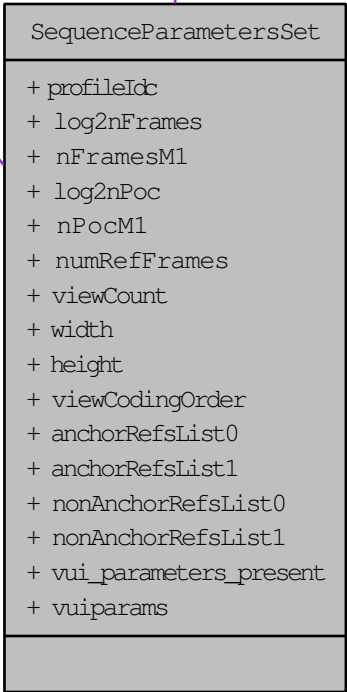 SequenceParametersSet
+ profileIdc
+ log2nFrames
+ nFramesM1
+ log2nPoc
+ nPocM1
+ numRefFrames
+ viewCount
+ width
+ height
+ viewCodingOrder
+ anchorRefsList0
+ anchorRefsList1
+ nonAnchorRefsList0
+ nonAnchorRefsList1
+ vui_parameters_present
+ vuiparams